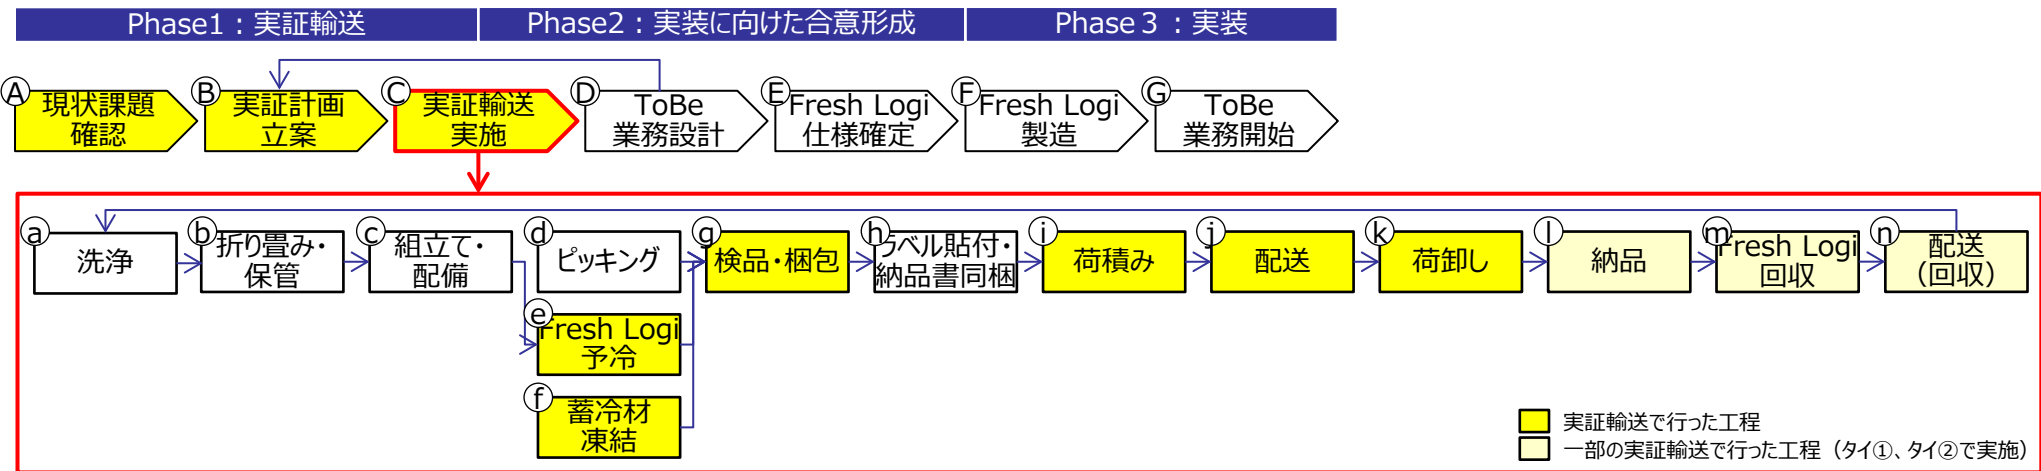 Phase1：実証輸送
Phase2：実装に向けた合意形成
Phase３：実装
A
現状課題
確認
B
実証計画
立案
C
実証輸送
実施
D
ToBe
業務設計
E
Fresh Logi
仕様確定
F
Fresh Logi
製造
G
ToBe
業務開始
a
洗浄
b
折り畳み・
保管
c
組立て・
配備
d
ピッキング
e
Fresh Logi
予冷
f
蓄冷材
凍結
g
検品・梱包
h
ラベル貼付・
納品書同梱
i
荷積み
j
配送
k
荷卸し
l
納品
m
Fresh Logi
回収
n
配送
（回収）
実証輸送で行った工程
一部の実証輸送で行った工程（タイ①、タイ②で実施）